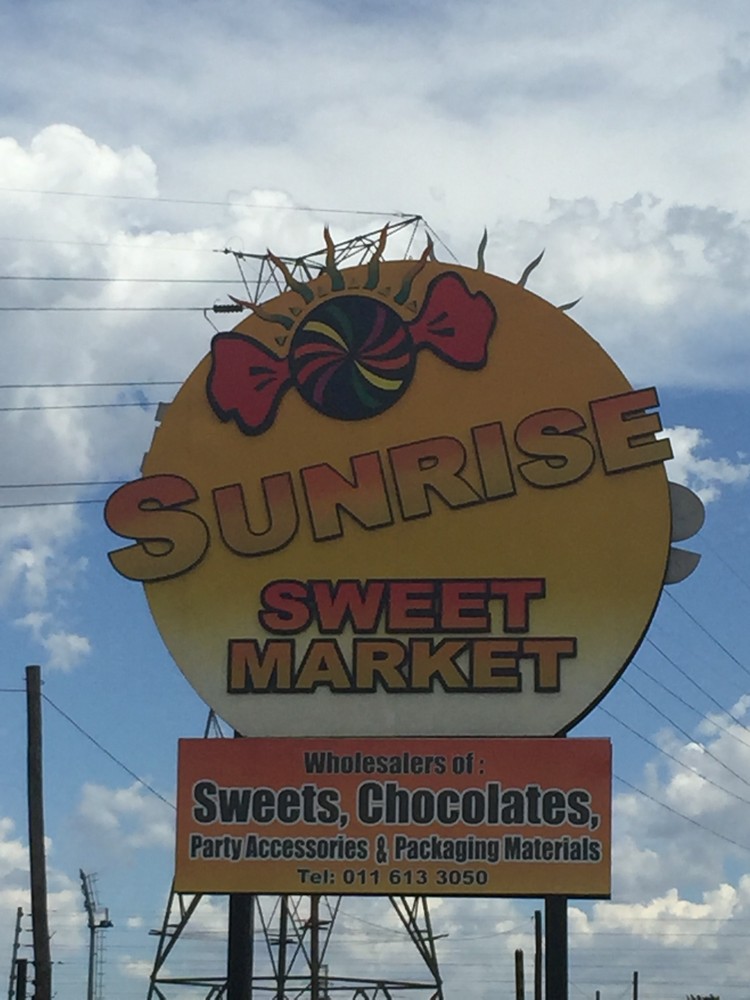 SUNRISE
SWEET
MARKET
Wholesalers of:
Sweets, Chocolates,
Party Accessories & Packaging Materials
Tel: 011 613 3050